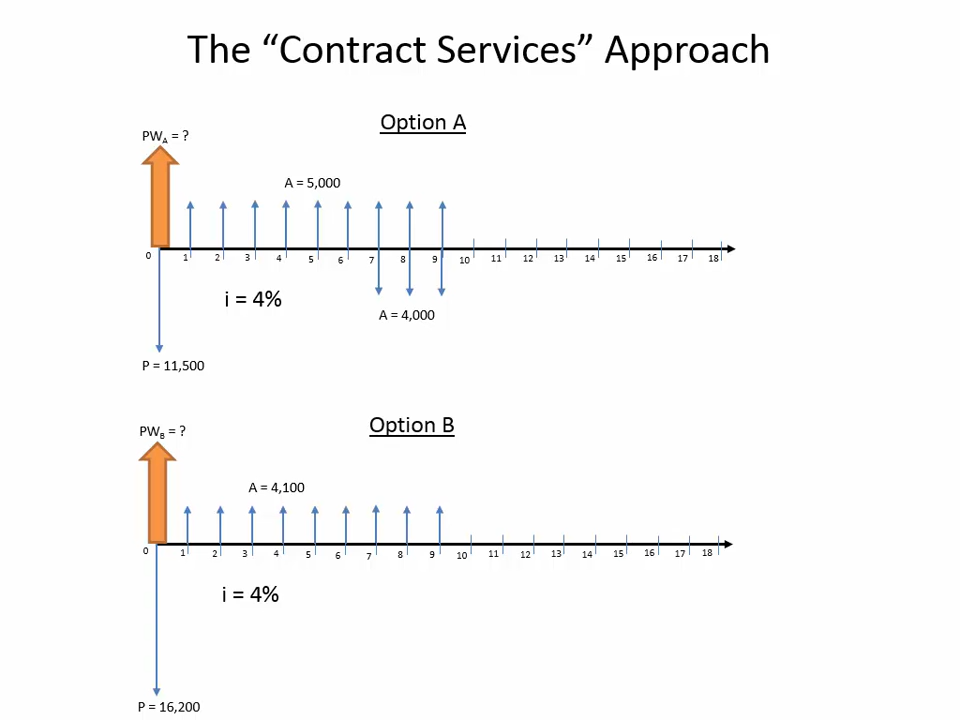 The “Contract Services” Approach
Option A
PWA = ?
A = 5,000
0 1 2 3 4 5 6 7 8 9 10 11 12 13 14 15 16 17 18
i = 4%
A = 4,000
P = 11,500
Option B
PWB = ?
A = 4,100
0 1 2 3 4 5 6 7 8 9 10 11 12 13 14 15 16 17 18
i = 4%
P = 16,200